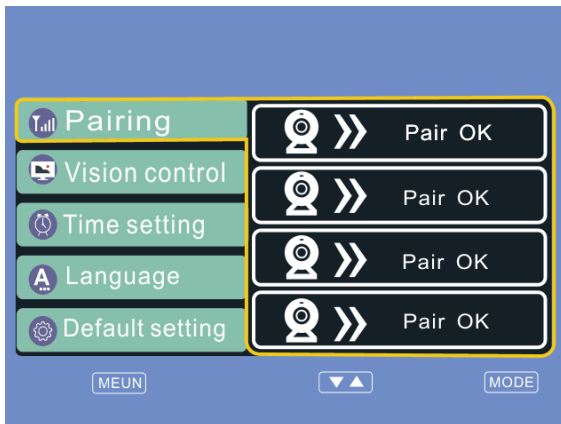 Pairing
Pair OK
Vision control
Pair OK
Time setting
Pair OK
A Language
Default setting
Pair OK
MEUN
MODE